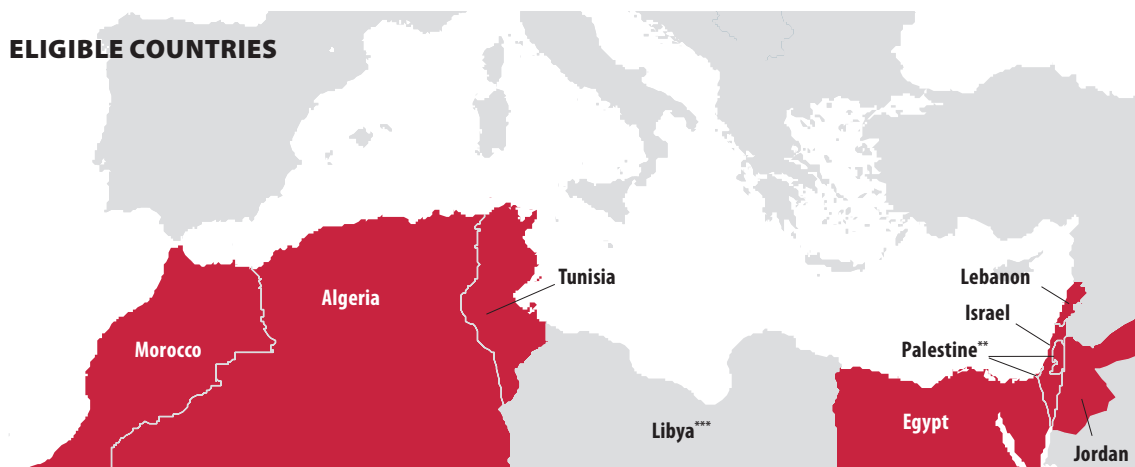 ELIGIBLE COUNTRIES
Tunisia
Lebanon
Algeria
Israel
Morocco
Palestine**
Egypt
Libya***
Jordan